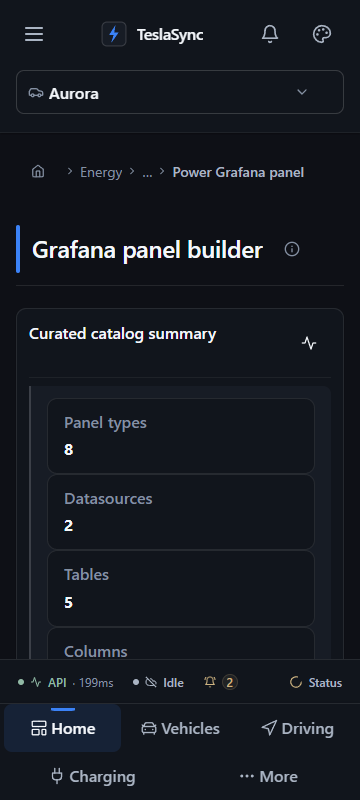 TeslaSync
Aurora
Energy
...
Power Grafana panel
Grafana panel builder
Curated catalog summary
Panel types
8
Datasources
2
Tables
5
Columns
API · 199ms
Idle
2
Status
Home
Vehicles
Driving
Charging
More